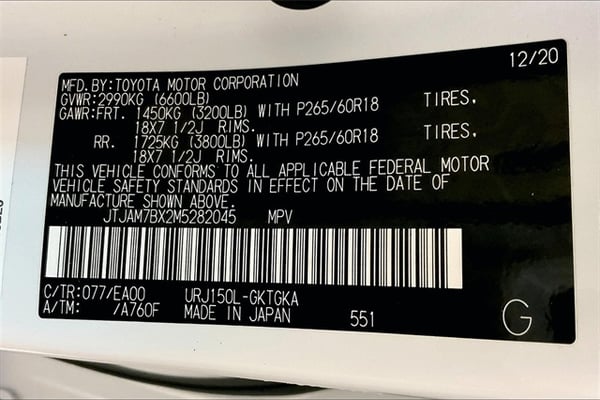 12/20
MFD.BY:TOYOTA MOTOR CORPORATION
GVWR:2990KG (6600LB)
GAWR:FRT. 1450KG (3200LB) WITH P265/60R18 TIRES.
18X7 1/2J RIMS.
RR. 1725KG (3800LB) WITH P265/60R18 TIRES.
18X7 1/2J RIMS.
THIS VEHICLE CONFORMS TO ALL APPLICABLE FEDERAL MOTOR
VEHICLE SAFETY STANDARDS IN EFFECT ON THE DATE OF
MANUFACTURE SHOWN ABOVE.
JTJAM7BX2M5282045 MPV
C/TR:077/EA00 URJ150L-GKTGKA
A/TM: /A760F MADE IN JAPAN 551
G